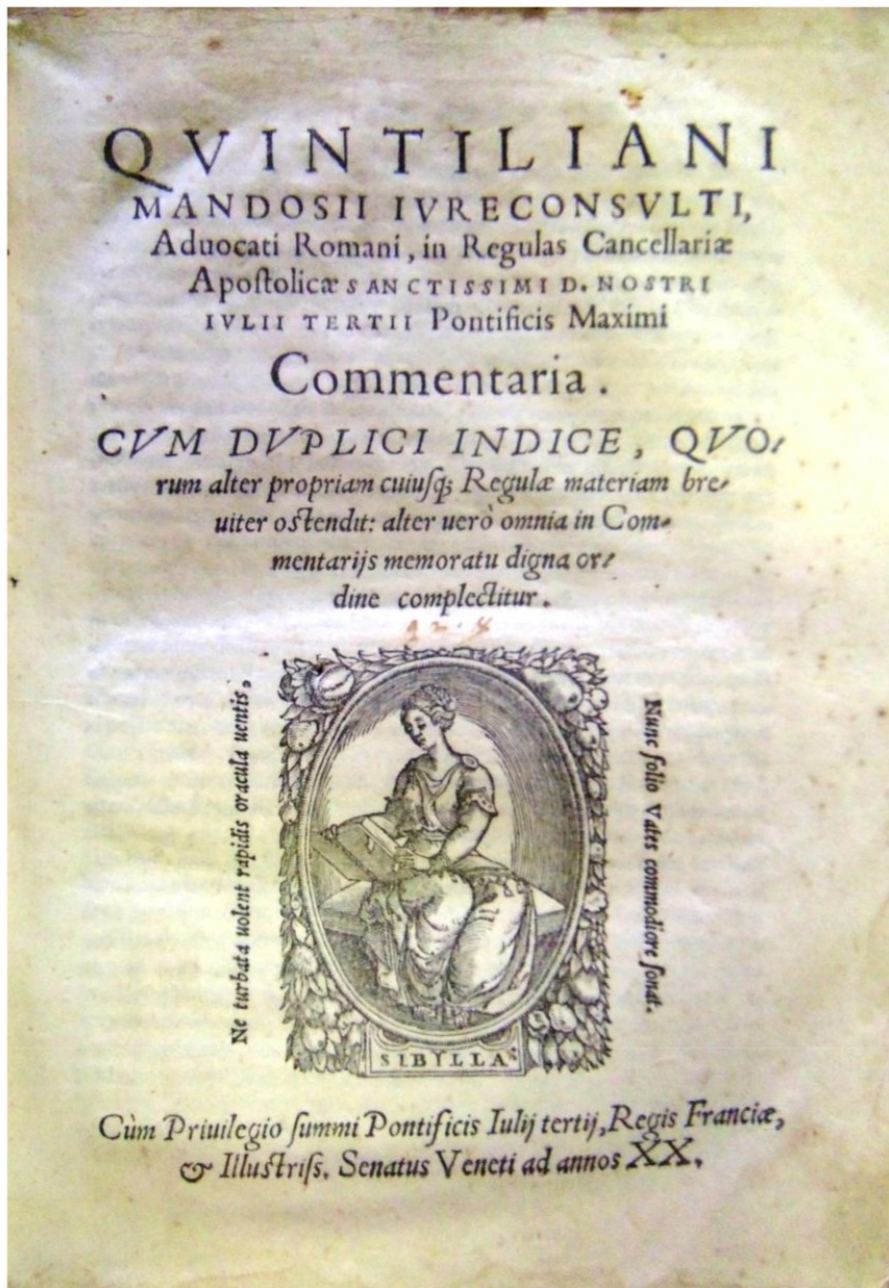 QVINTILIANI
MANDOSII IVRECONSVLTI,
Aduocati Romani, in Regulas Cancellariæ
Apoſtolicæ SANCTISSIMI D. NOSTRI
IVLII TERTII Pontificis Maximi
Commentaria.
CVM DVPLICI INDICE, QVO-
rum alter propriam cuiuſq; Regulæ materiam bre-
uiter oſtendit: alter uerò omnia in Com-
mentarijs memoratu digna or-
dine complectitur.
Ne turbata uolent rapidis oracula uentis,
Nunc folio Vates commodiore ſonat.
SIBYLLA
Cùm Priuilegio ſummi Pontificis Iulij tertij, Regis Franciæ,
& Illuſtriſſ. Senatus Veneti ad annos XX.